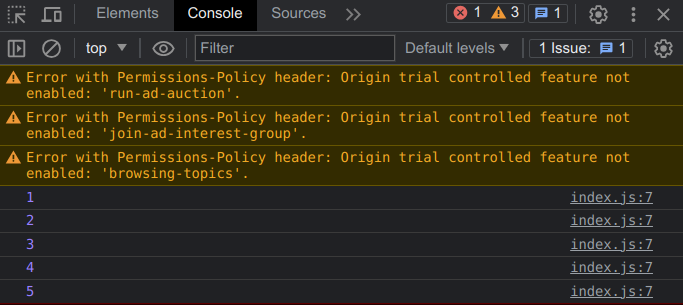 Elements Console Sources 1 3 1
top Filter Default levels 1 Issue: 1
Error with Permissions-Policy header: Origin trial controlled feature not
enabled: 'run-ad-auction'.
Error with Permissions-Policy header: Origin trial controlled feature not
enabled: 'join-ad-interest-group'.
Error with Permissions-Policy header: Origin trial controlled feature not
enabled: 'browsing-topics'.
1 index.js:7
2 index.js:7
3 index.js:7
4 index.js:7
5 index.js:7